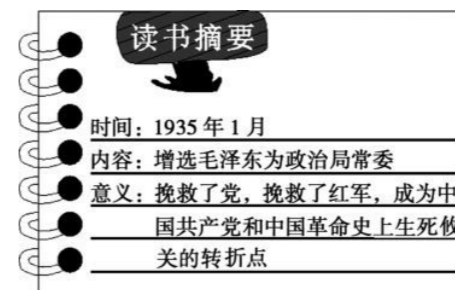 读书摘要
时间：1935年1月
内容：增选毛泽东为政治局常委
意义：挽救了党，挽救了红军，成为中
国共产党和中国革命史上生死攸
关的转折点